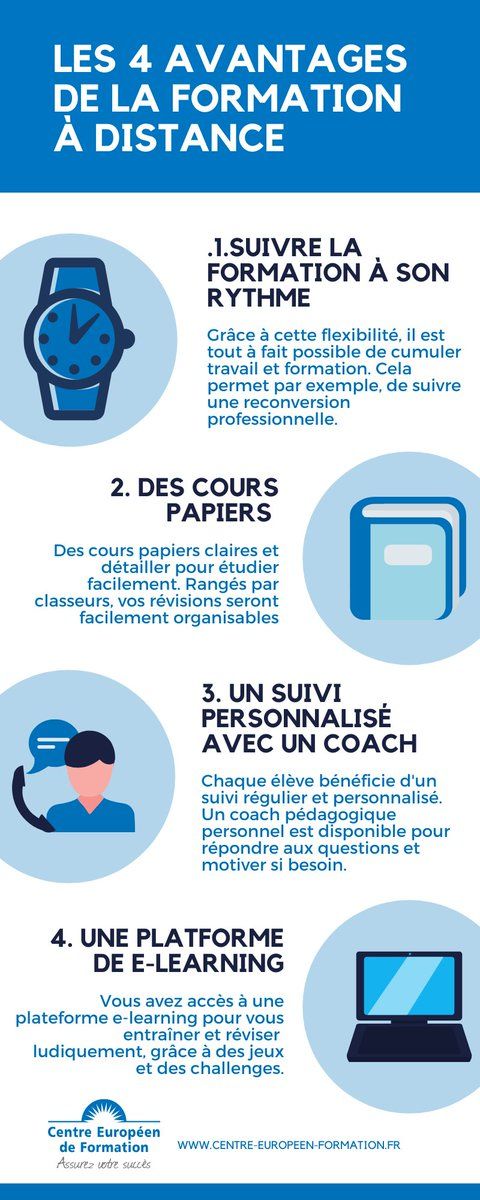 LES 4 AVANTAGES
DE LA FORMATION
À DISTANCE
.1.SUIVRE LA
FORMATION À SON
RYTHME
Grâce à cette flexibilité, il est
tout à fait possible de cumuler
travail et formation. Cela
permet par exemple, de suivre
une reconversion
professionnelle.
2. DES COURS
PAPIERS
Des cours papiers claires et
détailler pour étudier
facilement. Rangés par
classeurs, vos révisions seront
facilement organisables
3. UN SUIVI
PERSONNALISÉ
AVEC UN COACH
Chaque élève bénéficie d'un
suivi régulier et personnalisé.
Un coach pédagogique
personnel est disponible pour
répondre aux questions et
motiver si besoin.
4. UNE PLATFORME
DE E-LEARNING
Vous avez accès à une
plateforme e-learning pour vous
entraîner et réviser
ludiquement, grâce à des jeux
et des challenges.
Centre Européen
de Formation
Assurez votre succès
WWW.CENTRE-EUROPEEN-FORMATION.FR